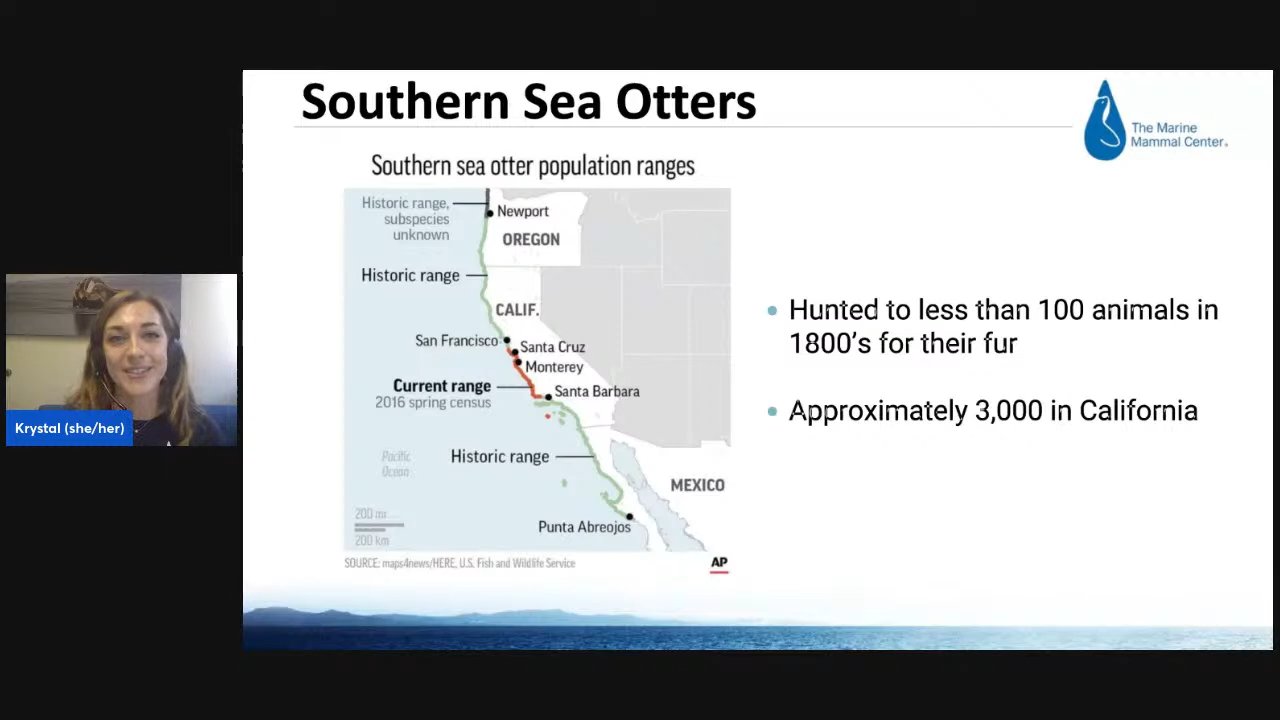 Southern Sea Otters
The Marine
Mammal Center®
Southern sea otter population ranges
Historic range,
subspecies
unknown
Newport
OREGON
Historic range
CALIF.
San Francisco
Santa Cruz
Monterey
Current range
2016 spring census
Santa Barbara
Pacific
Ocean
Historic range
MEXICO
200 mi
200 km
Punta Abreojos
SOURCE: maps4news/HERE, U.S. Fish and Wildlife Service
AP
• Hunted to less than 100 animals in
1800's for their fur
• Approximately 3,000 in California
Krystal (she/her)